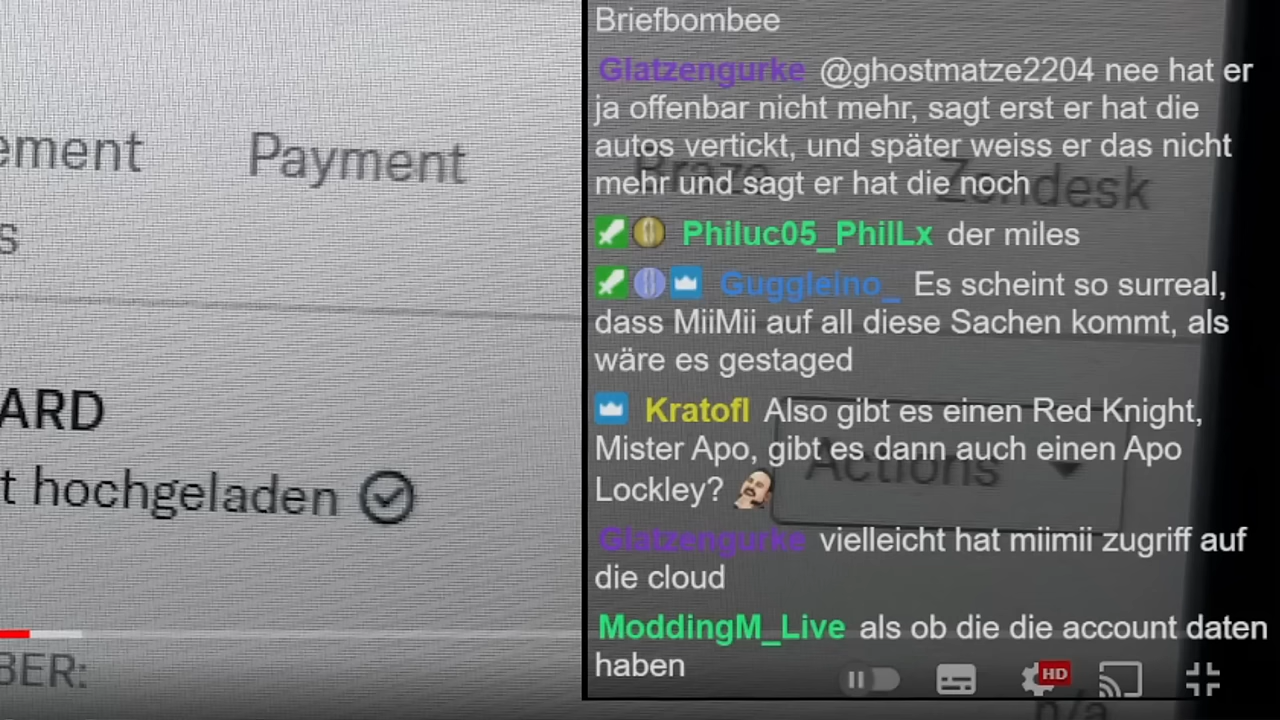 ement Payment
s
ARD
t hochgeladen
BER:
Briefbombee
Glatzengurke @ghostmatze2204 nee hat er
ja offenbar nicht mehr, sagt erst er hat die
autos vertickt, und später weiss er das nicht
mehr und sagt er hat die noch
Braze Zendesk
Philuc05_PhilLx der miles
Guggleino_ Es scheint so surreal,
dass MiiMii auf all diese Sachen kommt, als
wäre es gestaged
Kratofl Also gibt es einen Red Knight,
Mister Apo, gibt es dann auch einen Apo
Lockley?
Actions
Glatzengurke vielleicht hat miimii zugriff auf
die cloud
ModdingM_Live als ob die die account daten
haben
HD
n/a